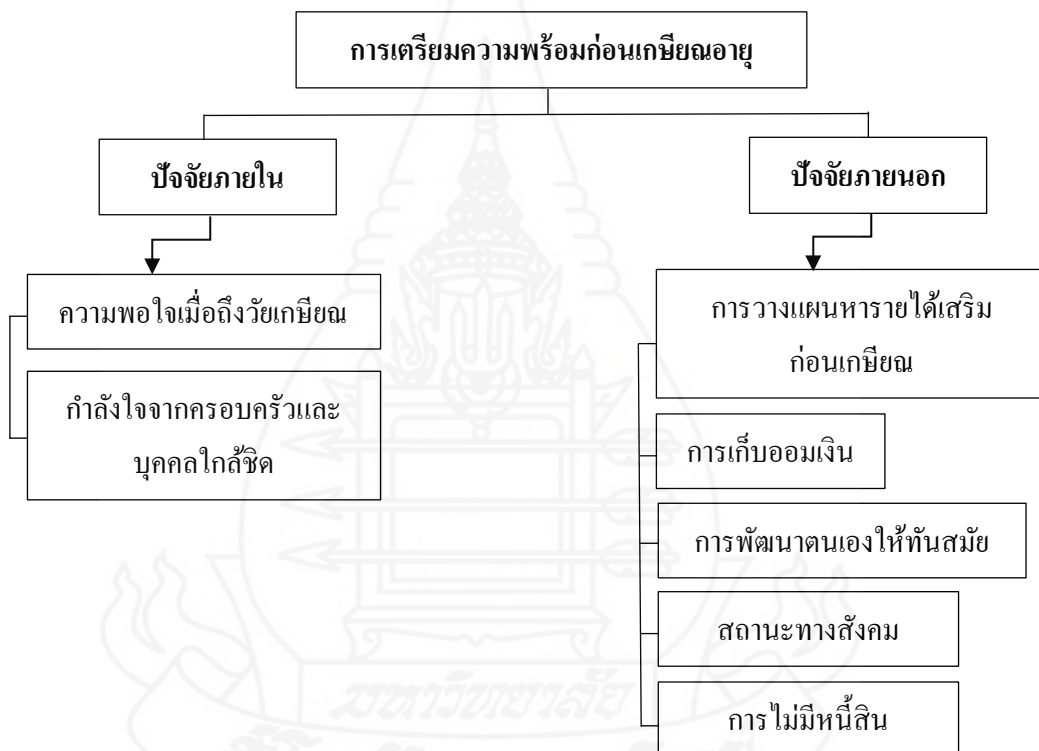 การเตรียมความพร้อมก่อนเกษียณอายุ
ปัจจัยภายใน
ปัจจัยภายนอก
ความพอใจเมื่อถึงวัยเกษียณ
กำลังใจจากครอบครัวและ
บุคคลใกล้ชิด
การวางแผนหารายได้เสริม
ก่อนเกษียณ
การเก็บออมเงิน
การพัฒนาตนเองให้ทันสมัย
สถานะทางสังคม
การไม่มีหนี้สิน
มหาวิทยาลัย